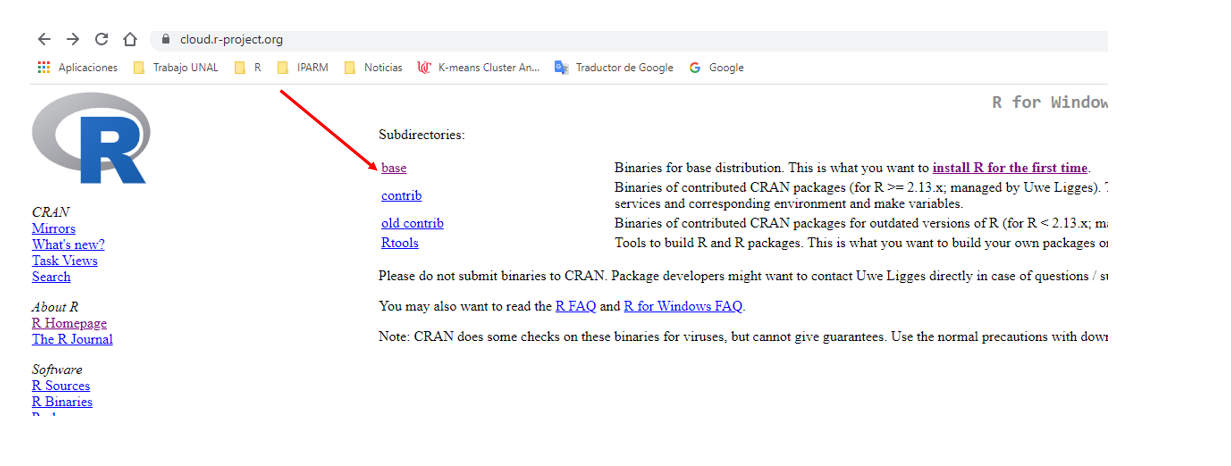 cloud.r-project.org
Aplicaciones Trabajo UNAL R IPARM Noticias K-means Cluster An... Traductor de Google Google
R for Window
R
Subdirectories:
base Binaries for base distribution. This is what you want to install R for the first time.
contrib Binaries of contributed CRAN packages (for R >= 2.13.x; managed by Uwe Ligges).
services and corresponding environment and make variables.
old contrib Binaries of contributed CRAN packages for outdated versions of R (for R < 2.13.x;
Rtools Tools to build R and R packages. This is what you want to build your own packages
Please do not submit binaries to CRAN. Package developers might want to contact Uwe Ligges directly in case of questions /
You may also want to read the R FAQ and R for Windows FAQ.
Note: CRAN does some checks on these binaries for viruses, but cannot give guarantees. Use the normal precautions with
CRAN
Mirrors
What's new?
Task Views
Search
About R
R Homepage
The R Journal
Software
R Sources
R Binaries